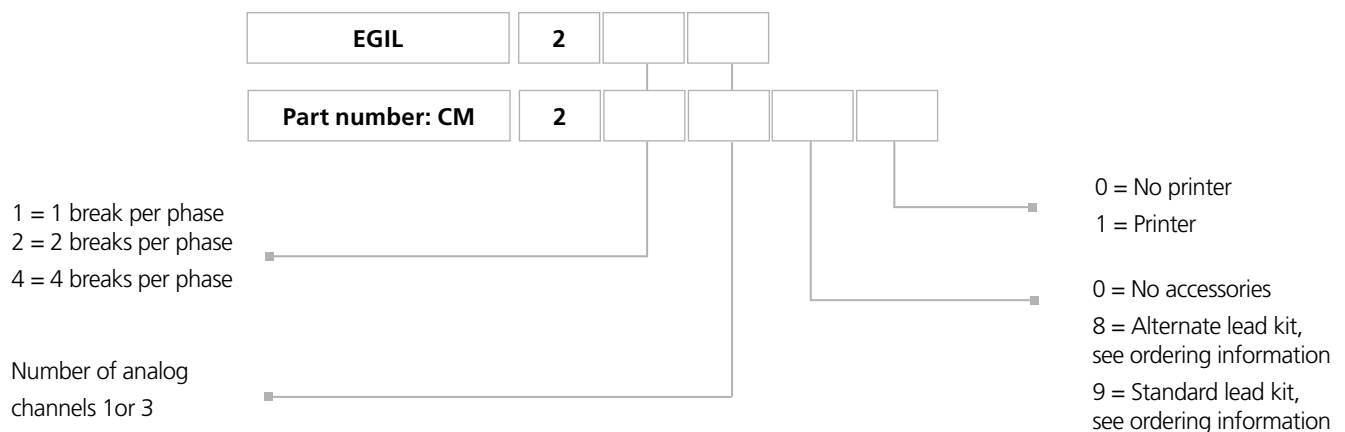 EGIL 2
Part number: CM 2
1 = 1 break per phase
2 = 2 breaks per phase
4 = 4 breaks per phase
Number of analog
channels 1or 3
0 = No printer
1 = Printer
0 = No accessories
8 = Alternate lead kit,
see ordering information
9 = Standard lead kit,
see ordering information